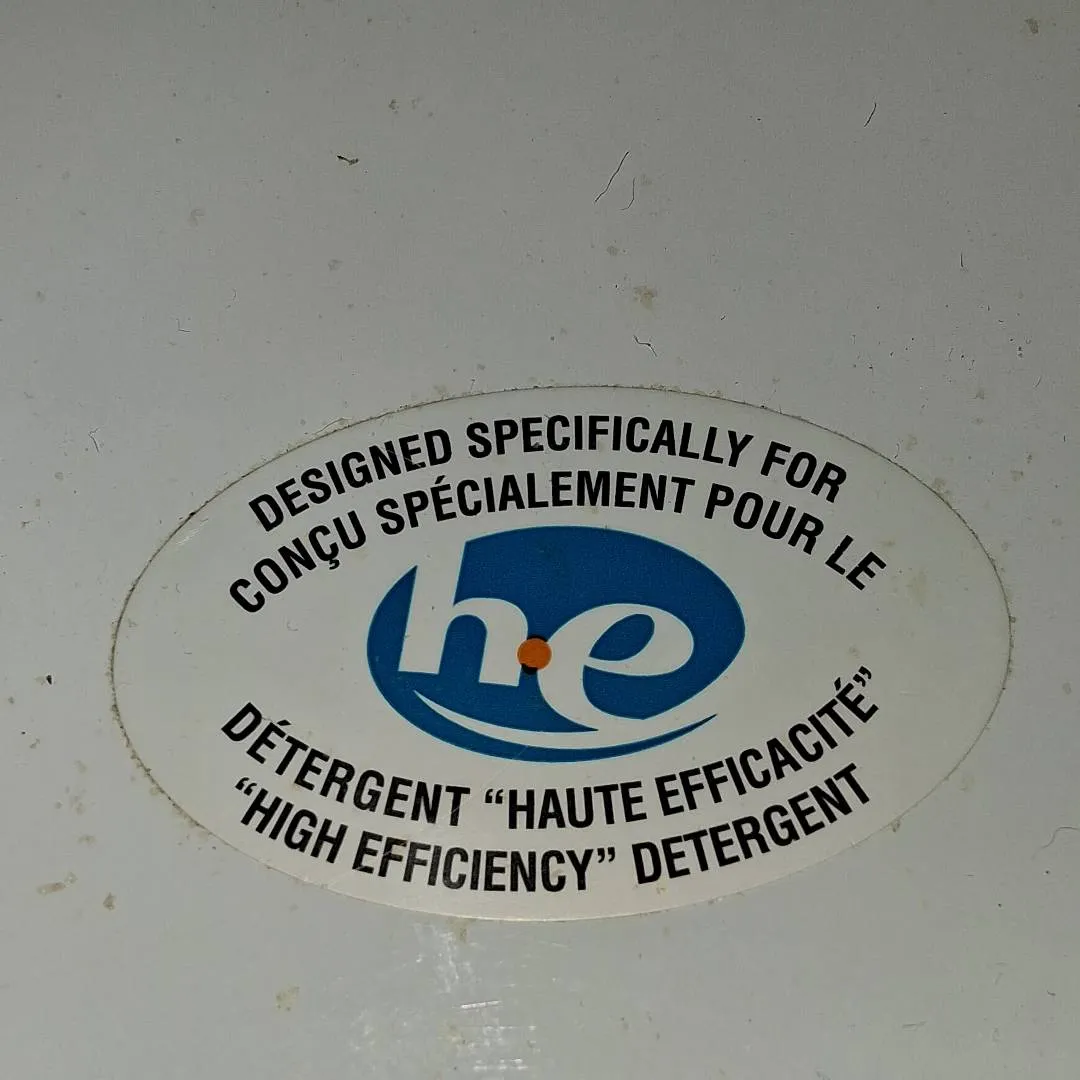 DESIGNED SPECIFICALLY FOR
CONÇU SPÉCIALEMENT POUR LE
he
DÉTERGENT “HAUTE EFFICACITÉ”
“HIGH EFFICIENCY” DETERGENT